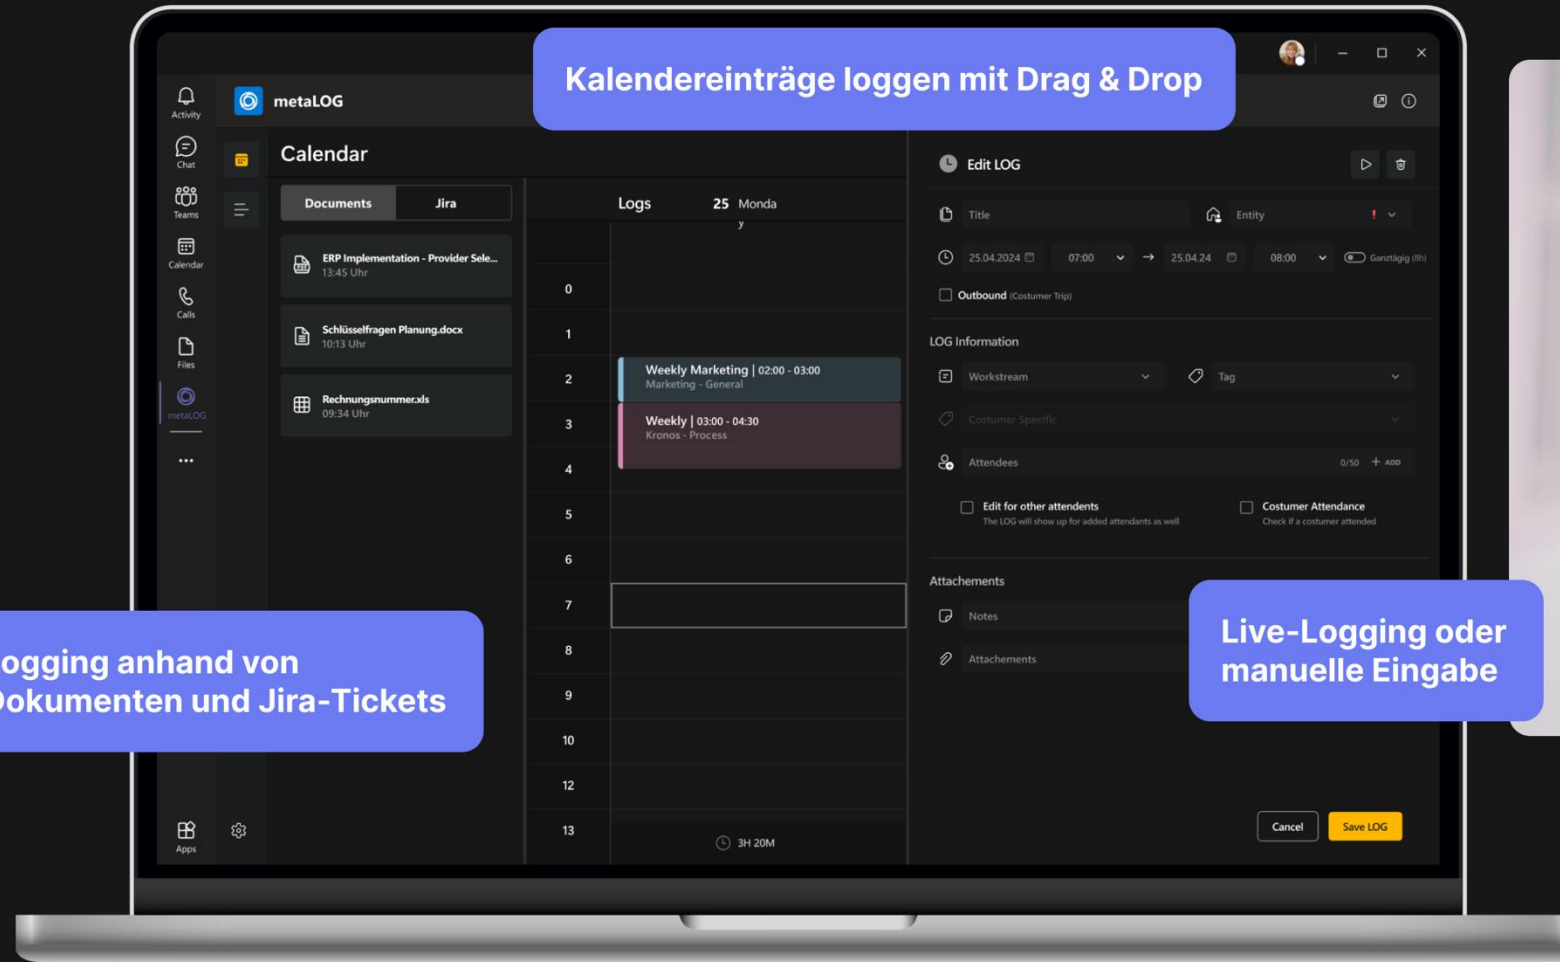 Kalendereinträge loggen mit Drag & Drop
metaLOG
Activity
Chat
Teams
Calendar
Calls
Files
metaLOG
Apps
Calendar
Documents
Jira
ERP Implementation - Provider Sele...
13:45 Uhr
Schlüsselfragen Planung.docx
10:13 Uhr
Rechnungsnummer.xls
09:34 Uhr
ogging anhand von
Dokumenten und Jira-Tickets
Logs
25 Monda
y
0
1
2
3
4
5
6
7
8
9
10
12
13
Weekly Marketing | 02:00 - 03:00
Marketing - General
Weekly | 03:00 - 04:30
Kronos - Process
3H 20M
Edit LOG
Title
Entity
!
25.04.2024
07:00
→
25.04.24
08:00
Ganztägig (8h)
Outbound (Costumer Trip)
LOG Information
Workstream
Tag
Costumer Specific
Attendees
0/50
+ ADD
Edit for other attendents
The LOG will show up for added attendants as well
Costumer Attendance
Check if a costumer attended
Attachements
Notes
Attachements
Live-Logging oder
manuelle Eingabe
Cancel
Save LOG